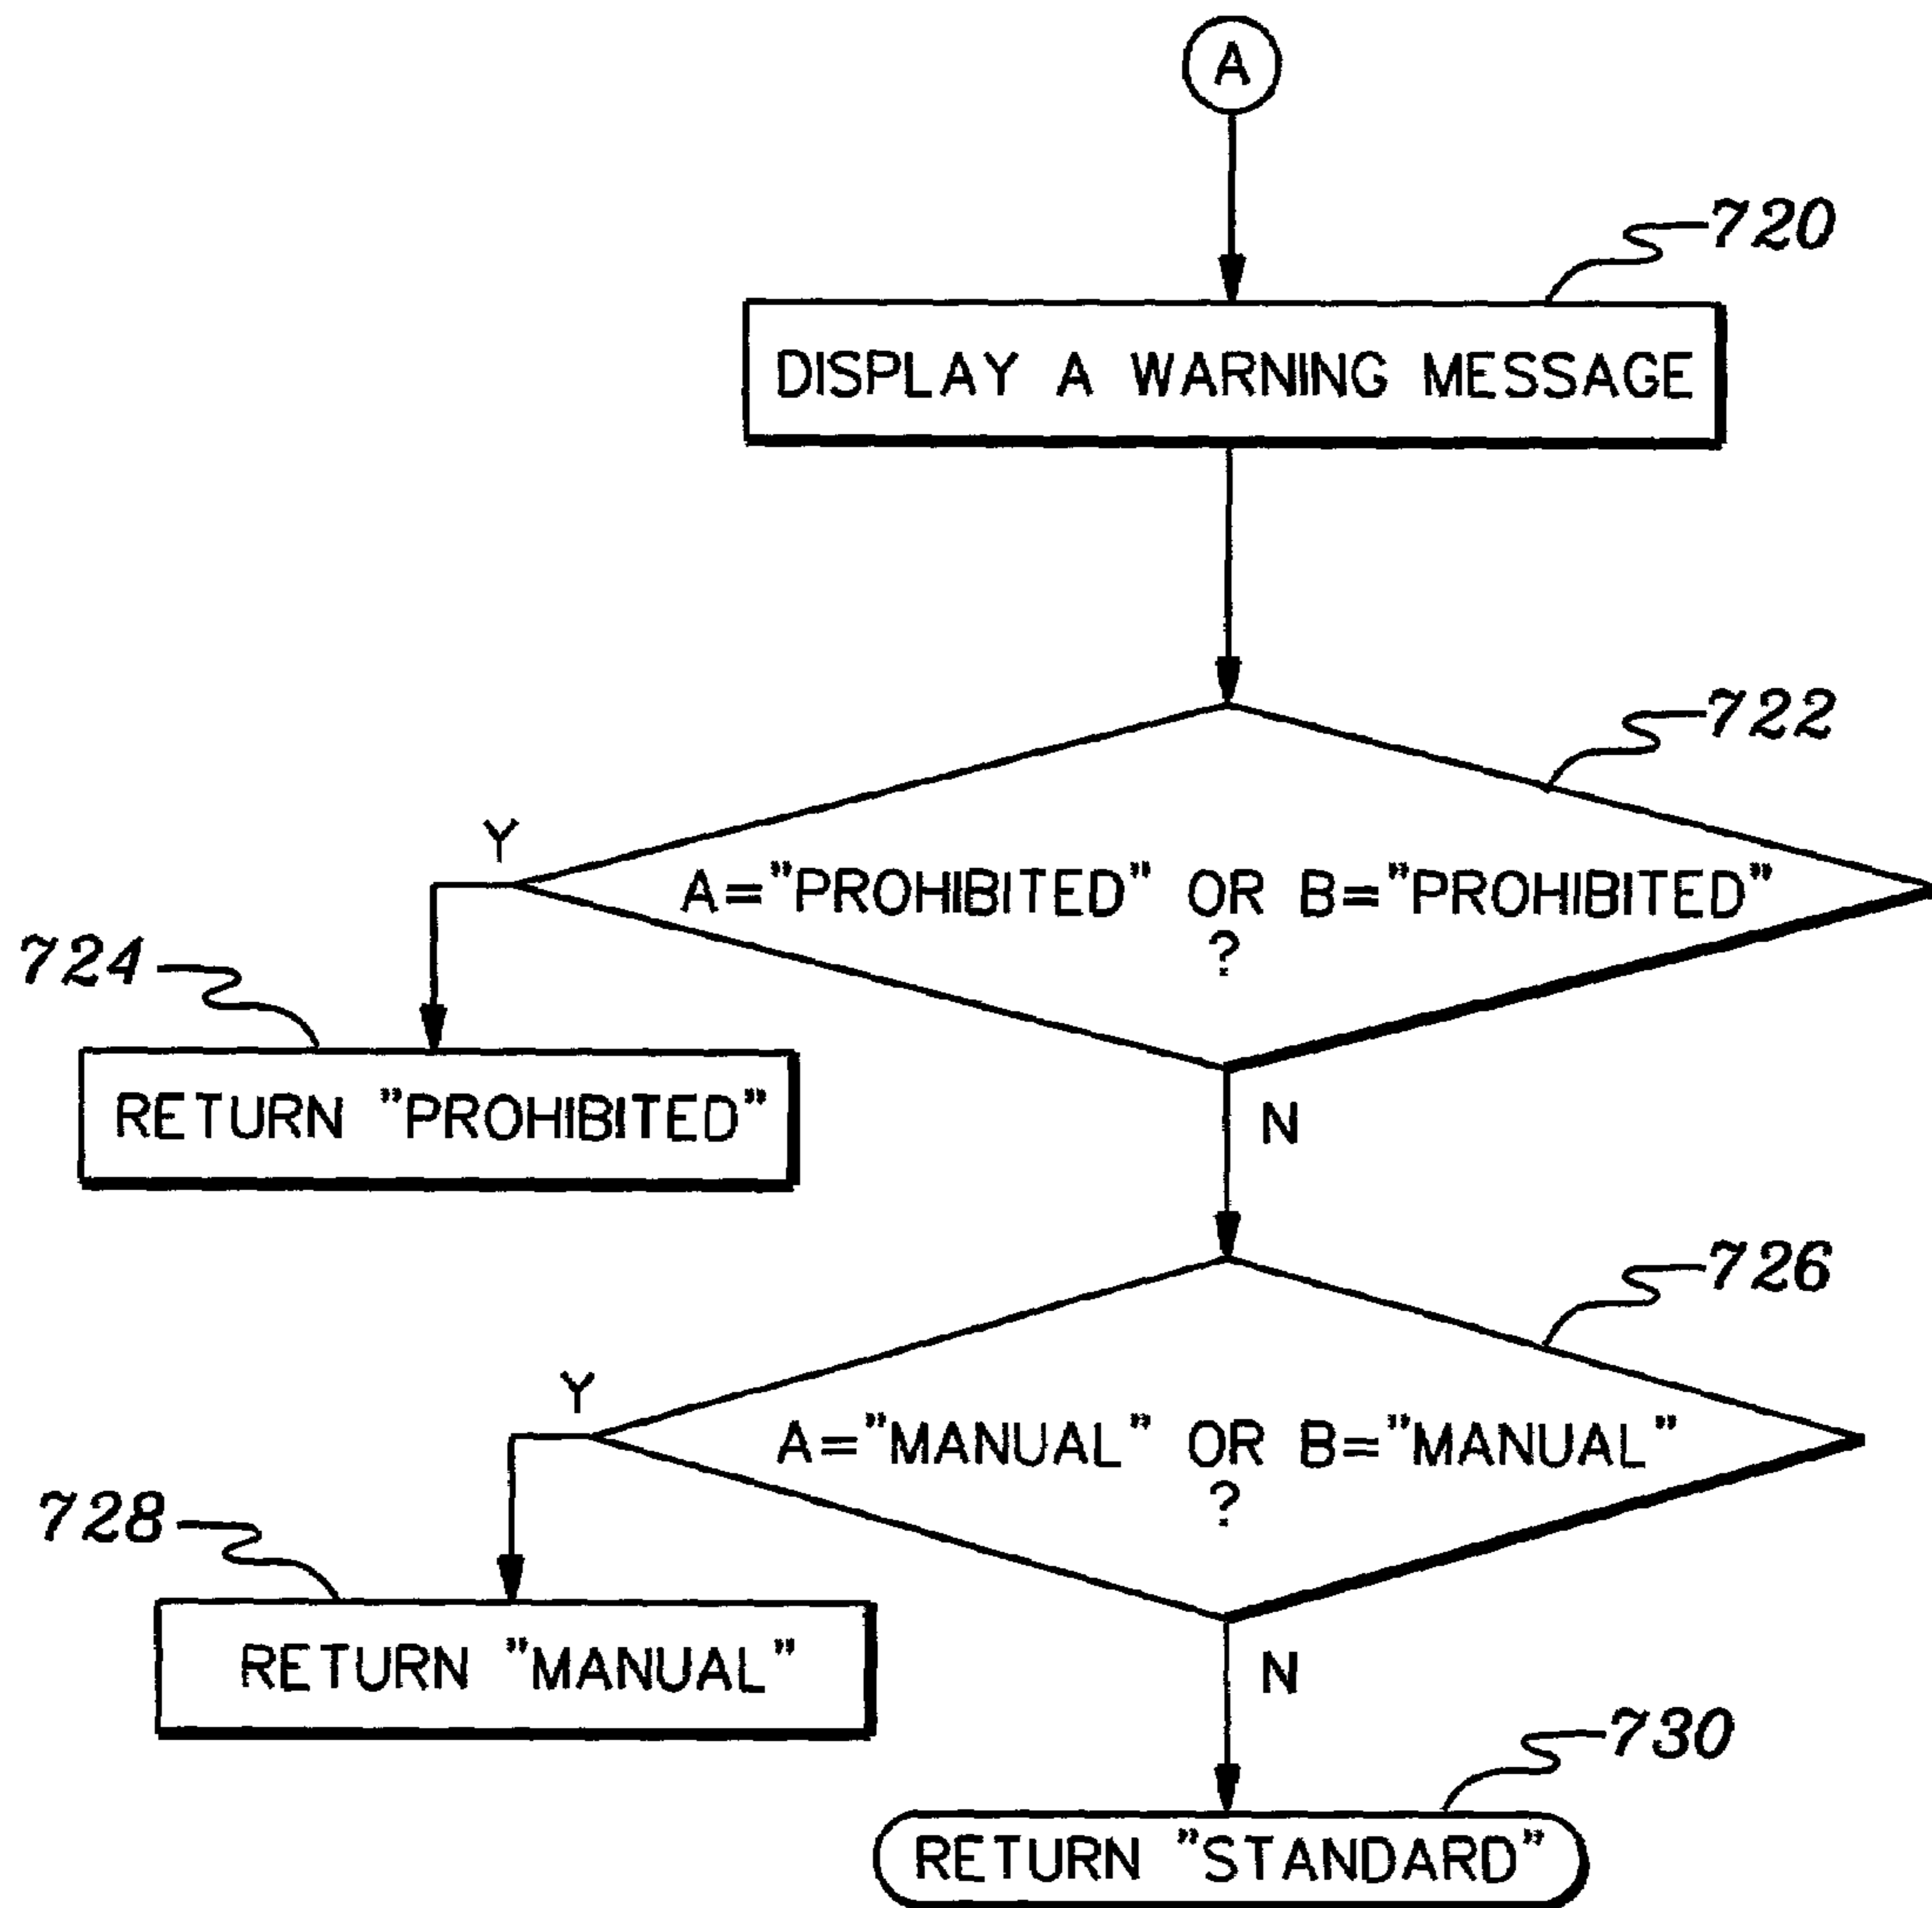 A
720
DISPLAY A WARNING MESSAGE
722
Y
A="PROHIBITED" OR B="PROHIBITED"
?
724
RETURN "PROHIBITED"
N
726
Y
A="MANUAL" OR B="MANUAL"
?
728
RETURN "MANUAL"
N
730
RETURN "STANDARD"